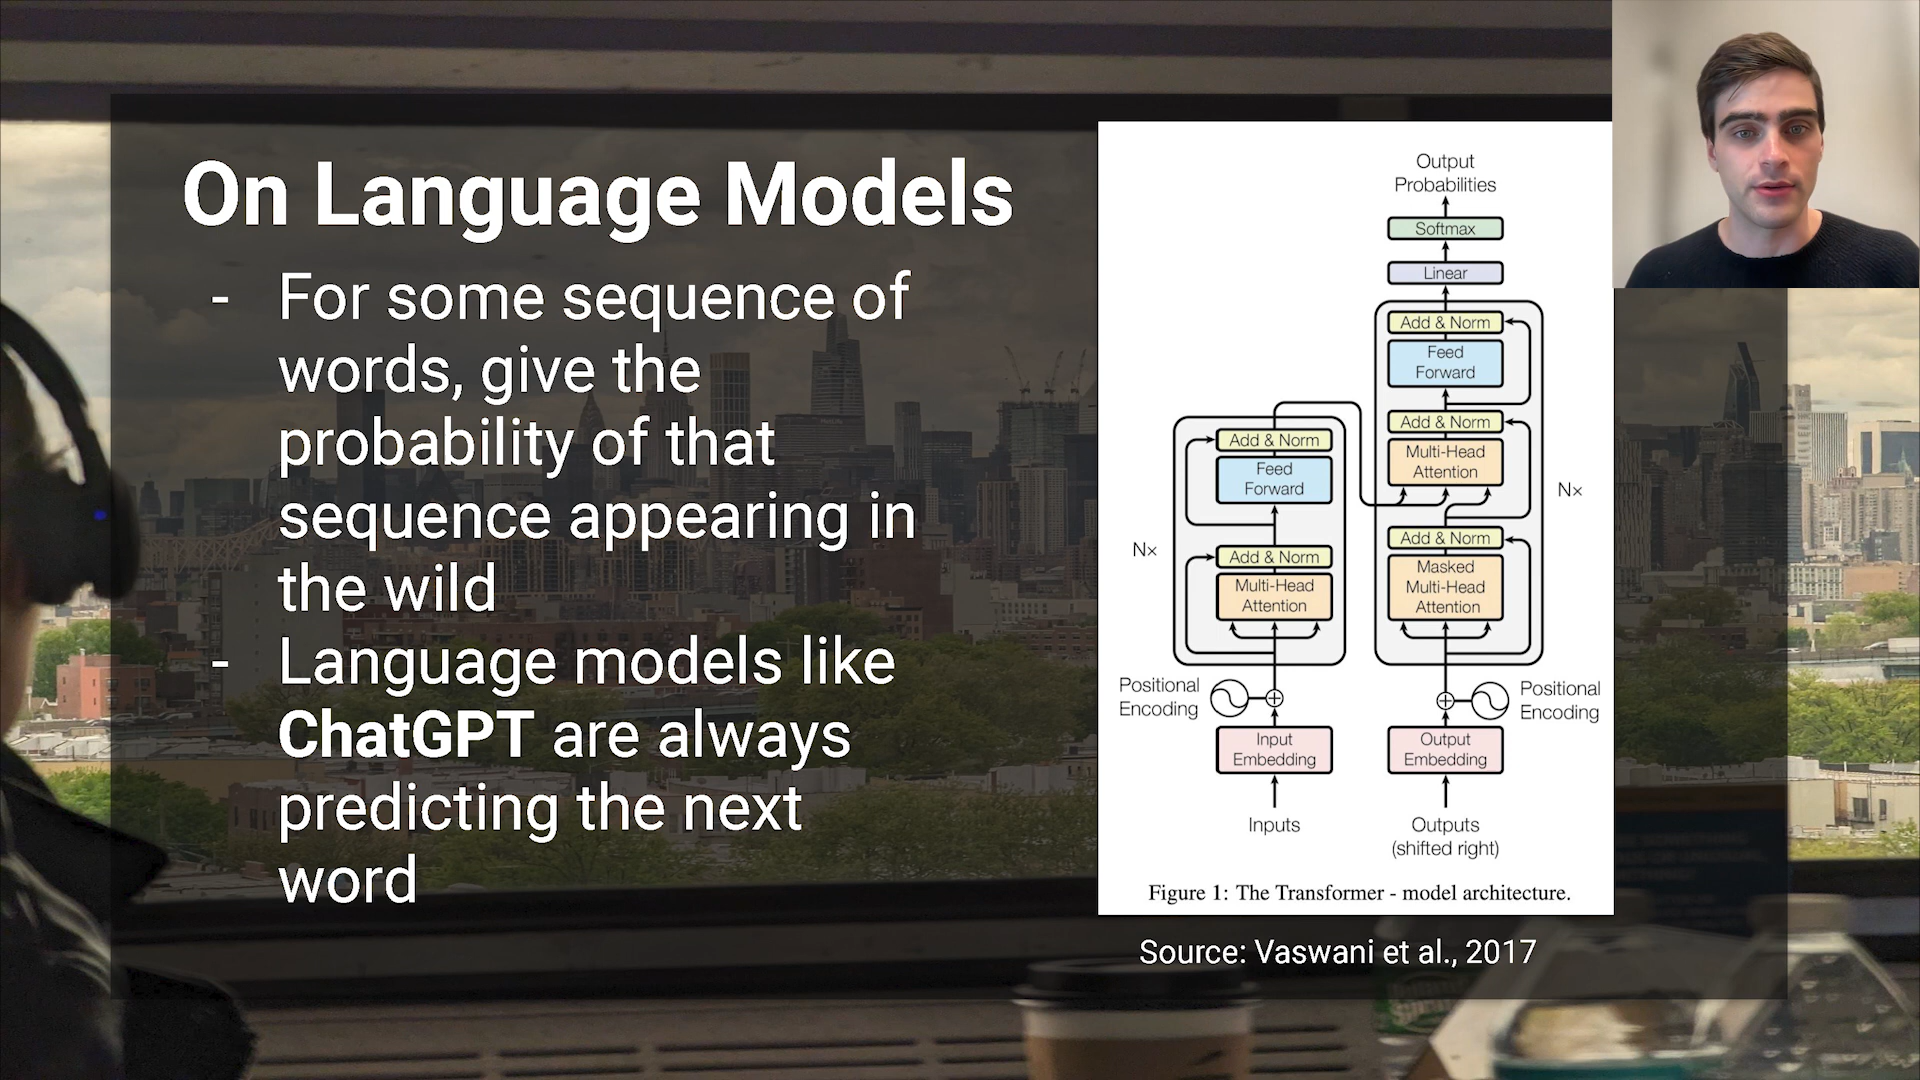 On Language Models
- For some sequence of
words, give the
probability of that
sequence appearing in
the wild
- Language models like
ChatGPT are always
predicting the next
word
Output
Probabilities
Softmax
Linear
Add & Norm
Feed
Forward
Add & Norm
Multi-Head
Attention
Nx
Add & Norm
Masked
Multi-Head
Attention
Add & Norm
Feed
Forward
Nx
Add & Norm
Multi-Head
Attention
Positional
Encoding
Positional
Encoding
Input
Embedding
Output
Embedding
Inputs
Outputs
(shifted right)
Figure 1: The Transformer - model architecture.
Source: Vaswani et al., 2017